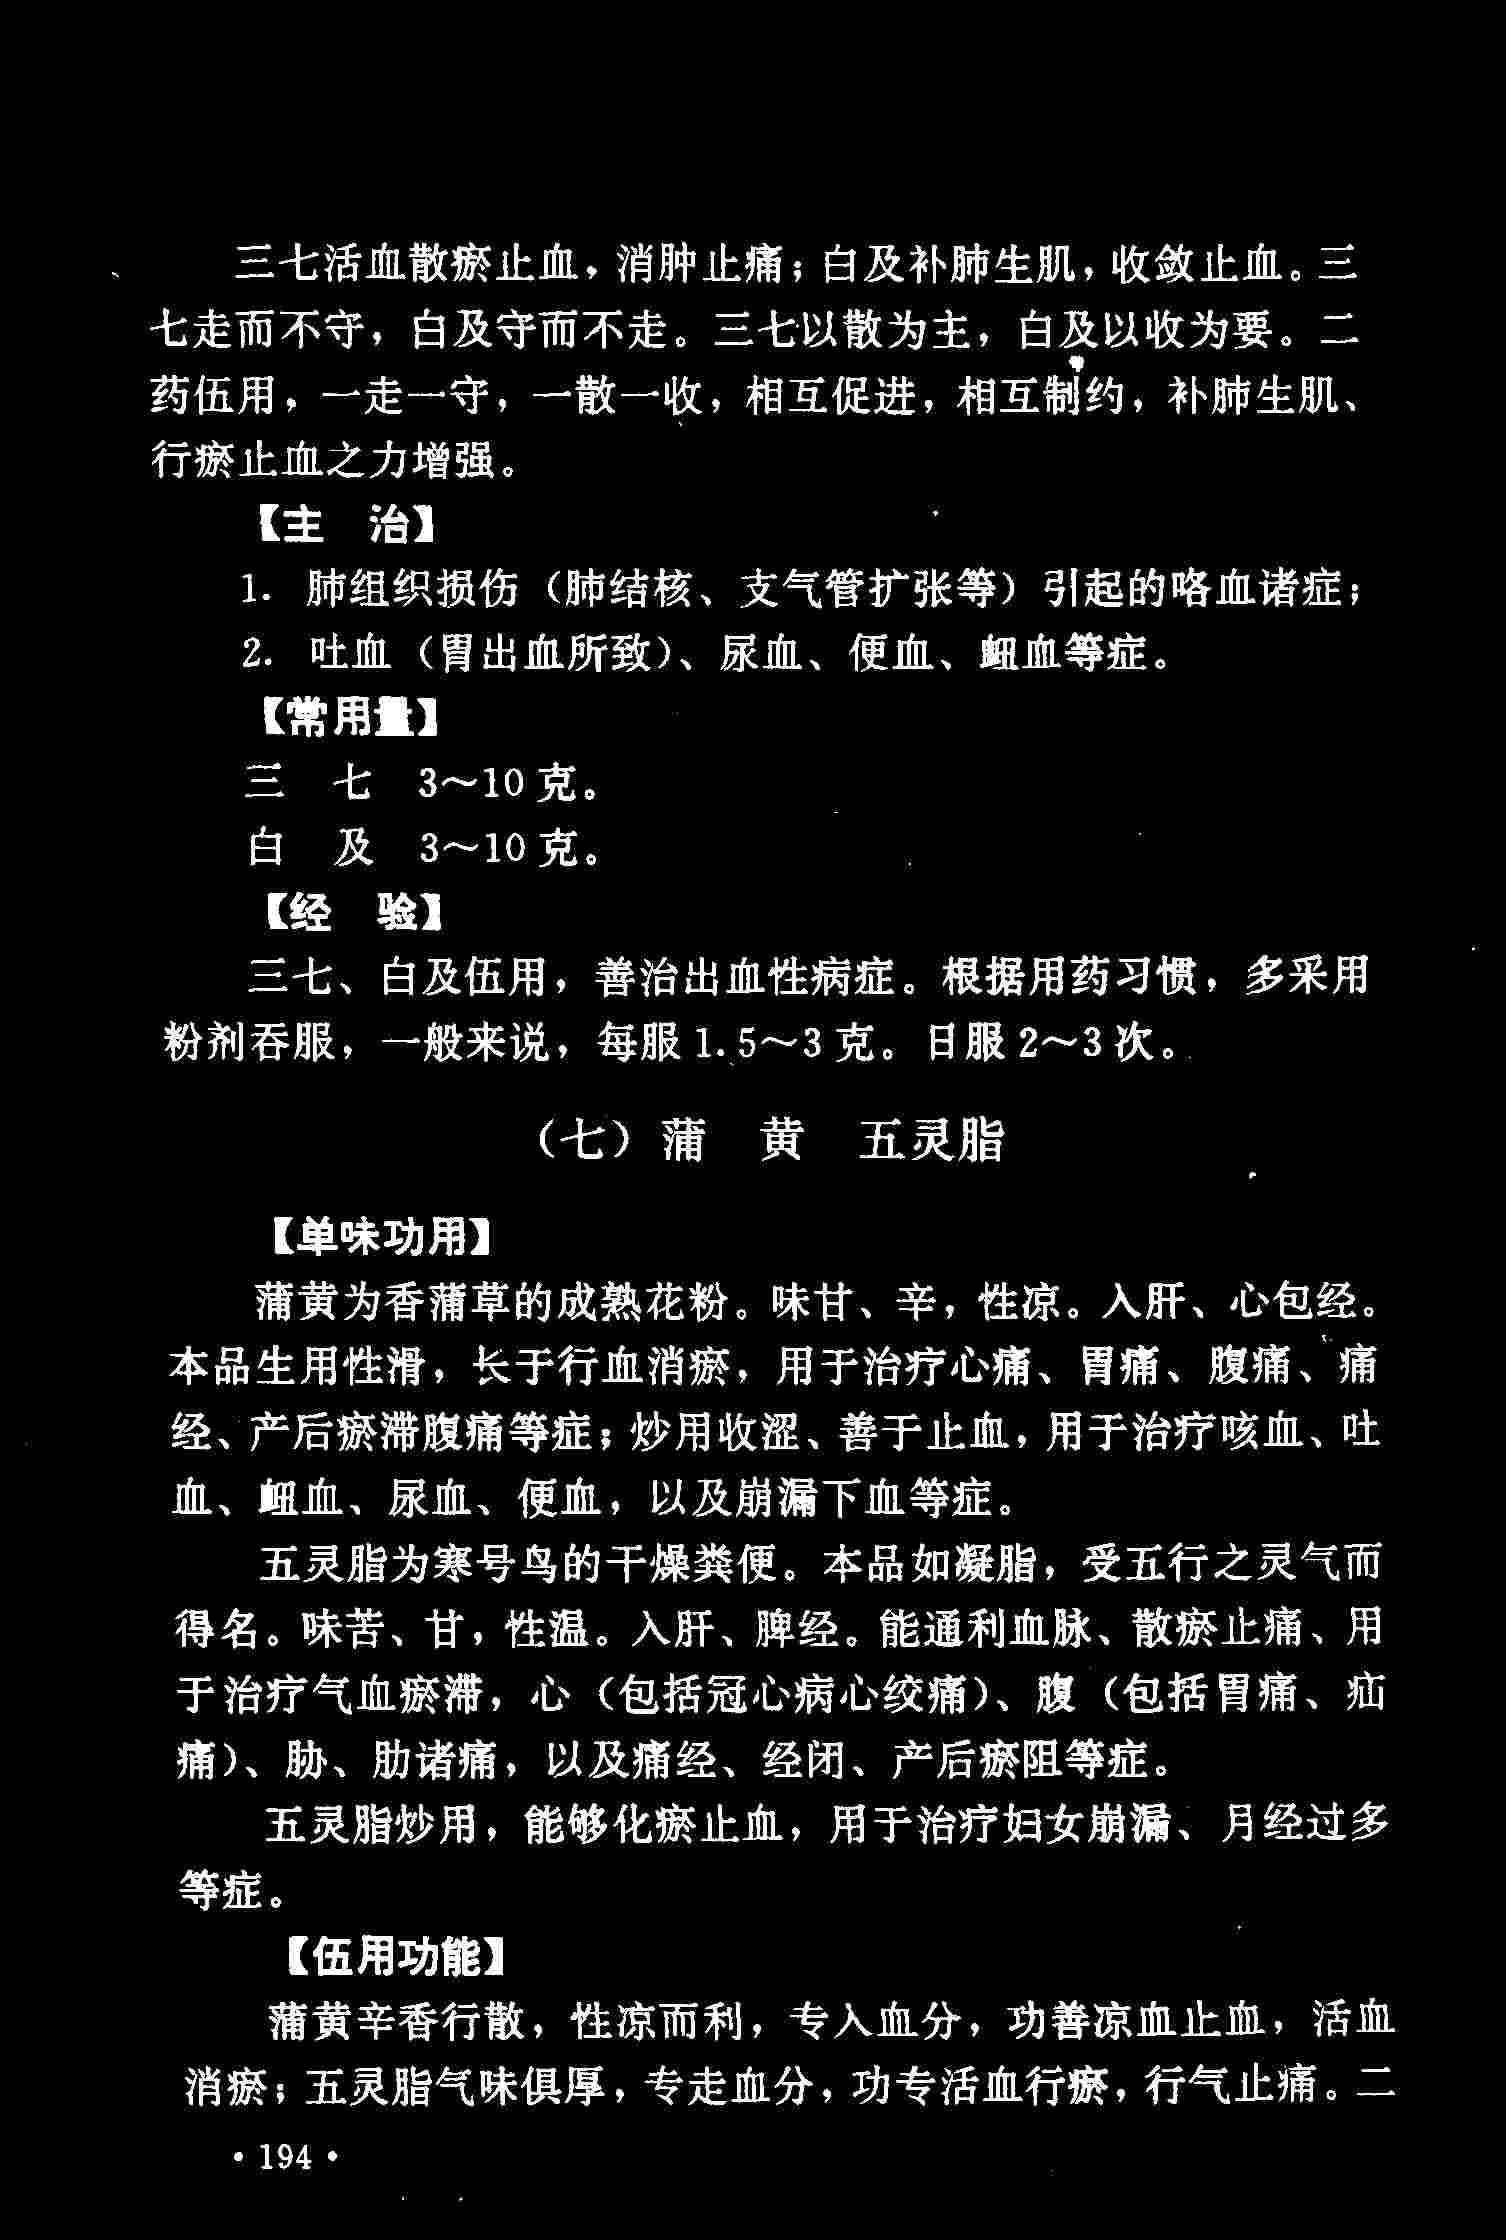 三七活血散瘀止血，消肿止痛；白及补肺生肌，收敛止血。三
七走而不守，白及守而不走。三七以散为主，白及以收为要。二
药伍用，一走一守，一散一收，相互促进，相互制约，补肺生肌、
行瘀止血之力增强。
【主　治】
1. 肺组织损伤（肺结核、支气管扩张等）引起的咯血诸症；
2. 吐血（胃出血所致）、尿血、便血、衄血等症。
【常用量】
三　七　3～10克。
白　及　3～10克。
【经　验】
三七、白及伍用，善治出血性病症。根据用药习惯，多采用
粉剂吞服，一般来说，每服1.5～3克。日服2～3次。
（七）蒲　黄　五灵脂
【单味功用】
蒲黄为香蒲草的成熟花粉。味甘、辛，性凉。入肝、心包经。
本品生用性滑，长于行血消瘀，用于治疗心痛、胃痛、腹痛、痛
经、产后瘀滞腹痛等症；炒用收涩、善于止血，用于治疗咳血、吐
血、衄血、尿血、便血，以及崩漏下血等症。
五灵脂为寒号鸟的干燥粪便。本品如凝脂，受五行之灵气而
得名。味苦、甘，性温。入肝、脾经。能通利血脉、散瘀止痛、用
于治疗气血瘀滞，心（包括冠心病心绞痛）、腹（包括胃痛、疝
痛）、胁、肋诸痛，以及痛经、经闭、产后瘀阻等症。
五灵脂炒用，能够化瘀止血，用于治疗妇女崩漏、月经过多
等症。
【伍用功能】
蒲黄辛香行散，性凉而利，专入血分，功善凉血止血，活血
消瘀；五灵脂气味俱厚，专走血分，功专活血行瘀，行气止痛。二
·194·